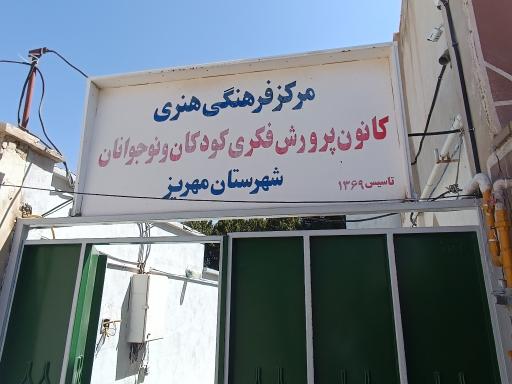 مرکز فرهنگی هنری
کانون پرورش فکری کودکان و نوجوانان
شهرستان مهریز
تاسیس ۱۳۶۹